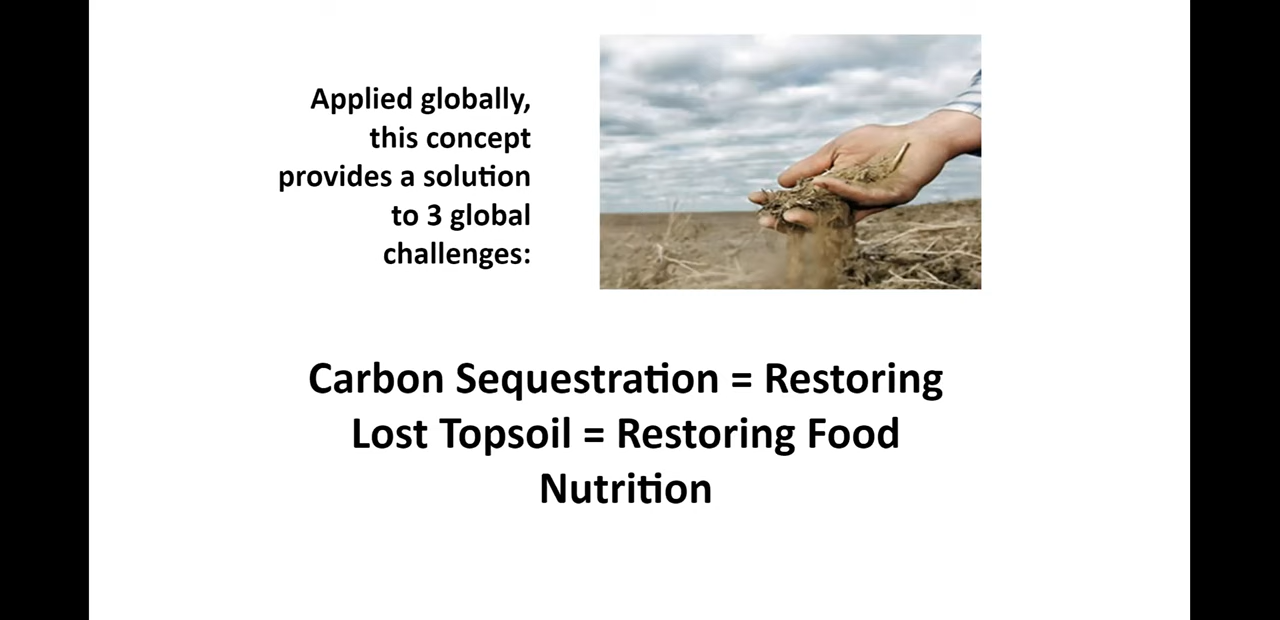 Applied globally,
this concept
provides a solution
to 3 global
challenges:
Carbon Sequestration = Restoring
Lost Topsoil = Restoring Food
Nutrition